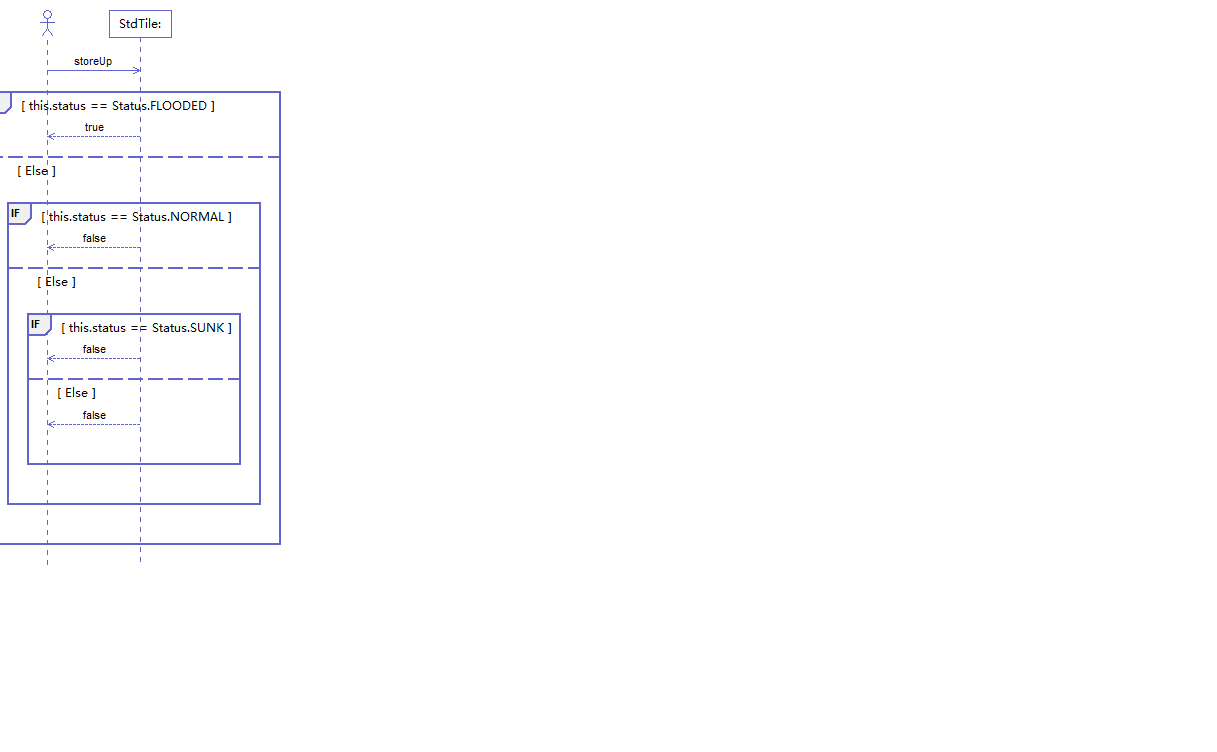 StdTile:
storeUp
[ this.status == Status.FLOODED ]
true
[ Else ]
IF
[ this.status == Status.NORMAL ]
false
[ Else ]
IF
[ this.status == Status.SUNK ]
false
[ Else ]
false